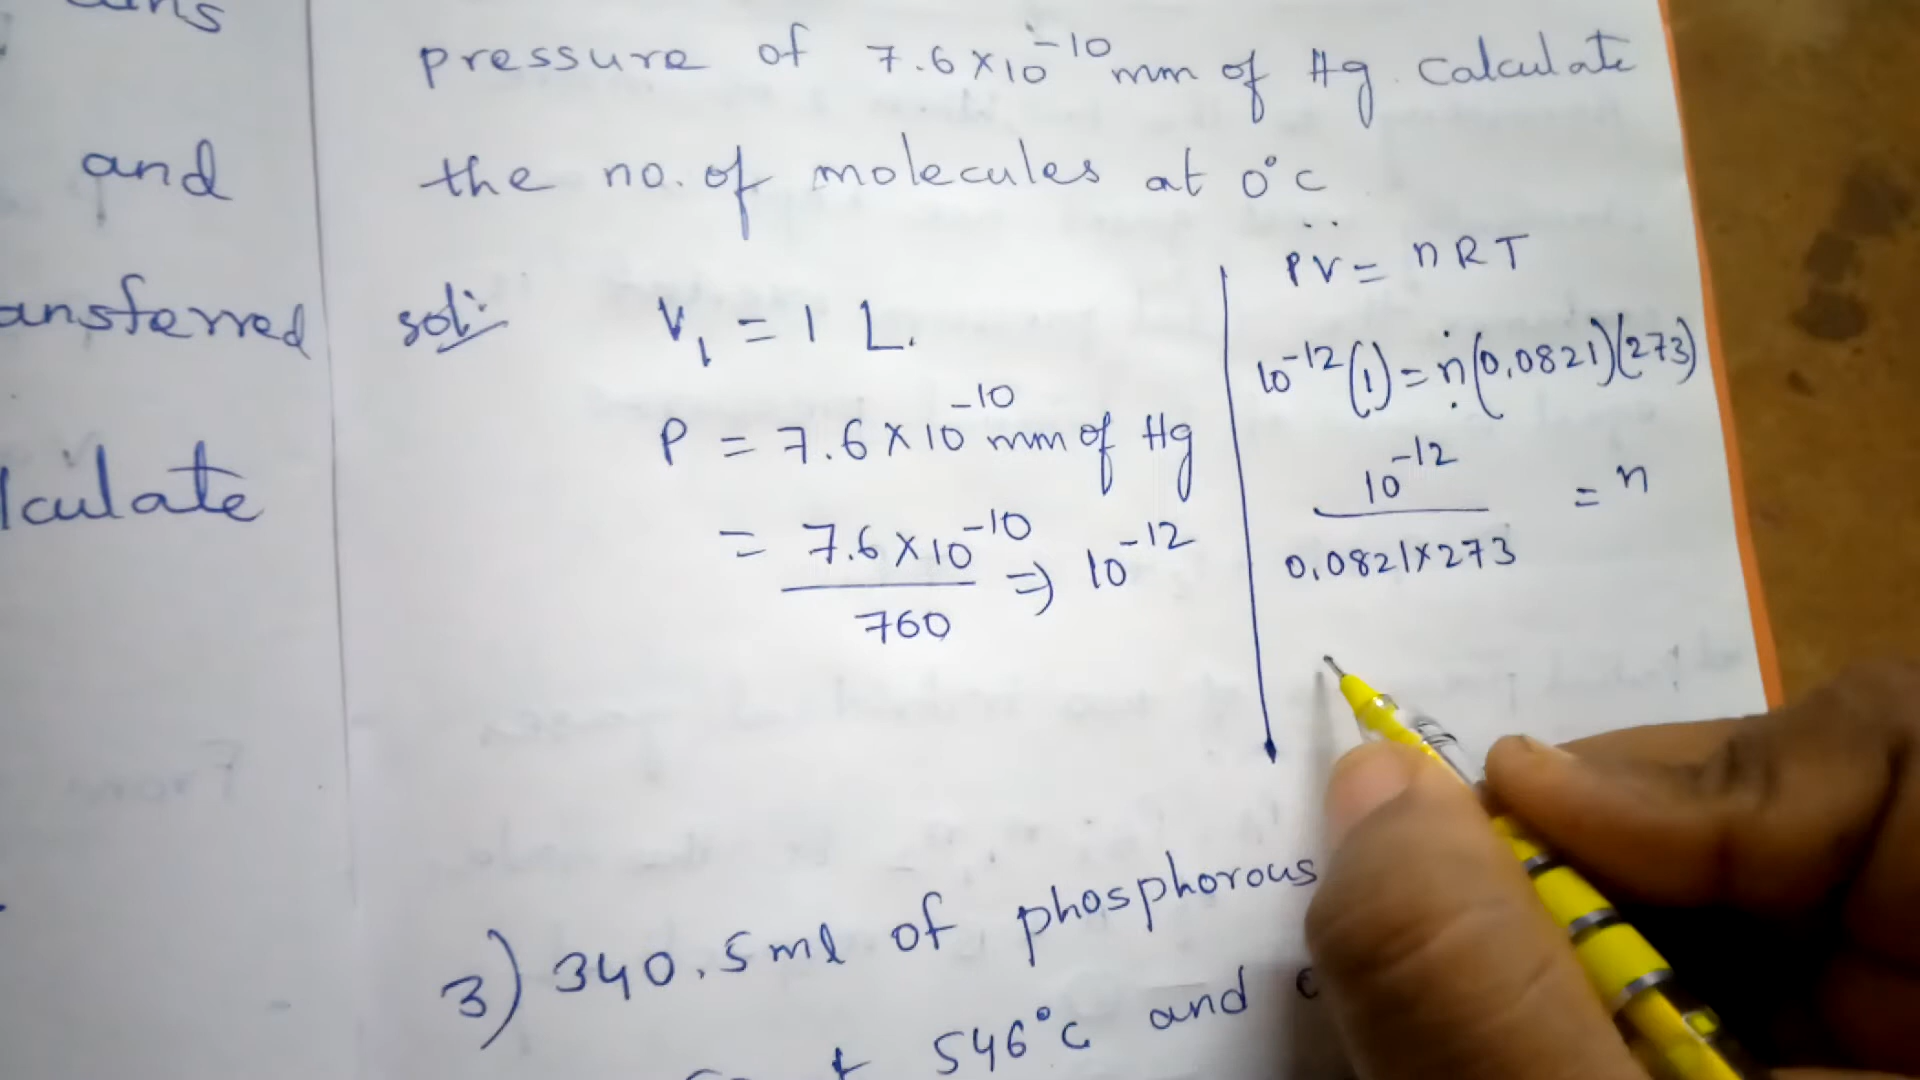 and
ansferred
lculate
pressure of 7.6×10⁻¹⁰ mm of Hg. Calculate
the no. of molecules at 0°C
sol:- V₁ = 1 L.
P = 7.6×10⁻¹⁰ mm of Hg
= 7.6×10⁻¹⁰ / 760 ⇒ 10⁻¹²
PV = nRT
10⁻¹²(1) = n(0.0821)(273)
10⁻¹² / 0.0821×273 = n
3) 340.5 ml of phosphorous
546°C and